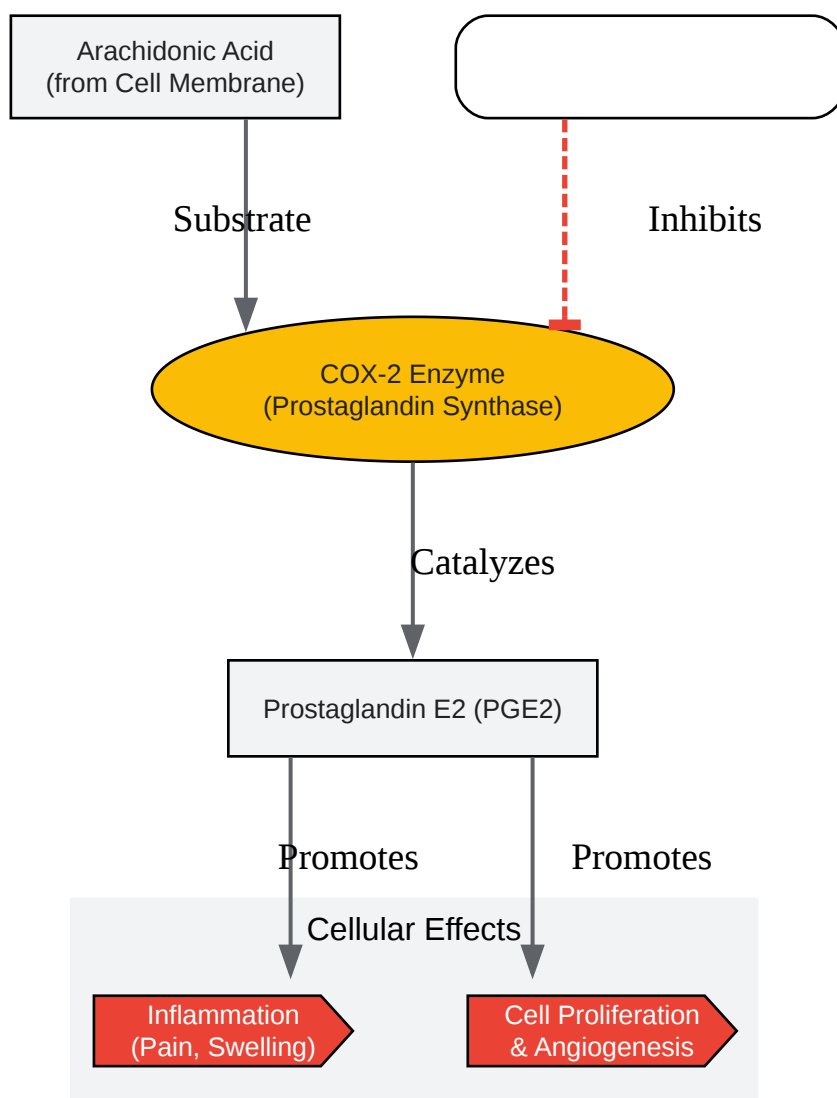 Arachidonic Acid
(from Cell Membrane)
Substrate
Inhibits
COX-2 Enzyme
(Prostaglandin Synthase)
Catalyzes
Prostaglandin E2 (PGE2)
Promotes
Promotes
Cellular Effects
Inflammation
(Pain, Swelling)
Cell Proliferation
& Angiogenesis